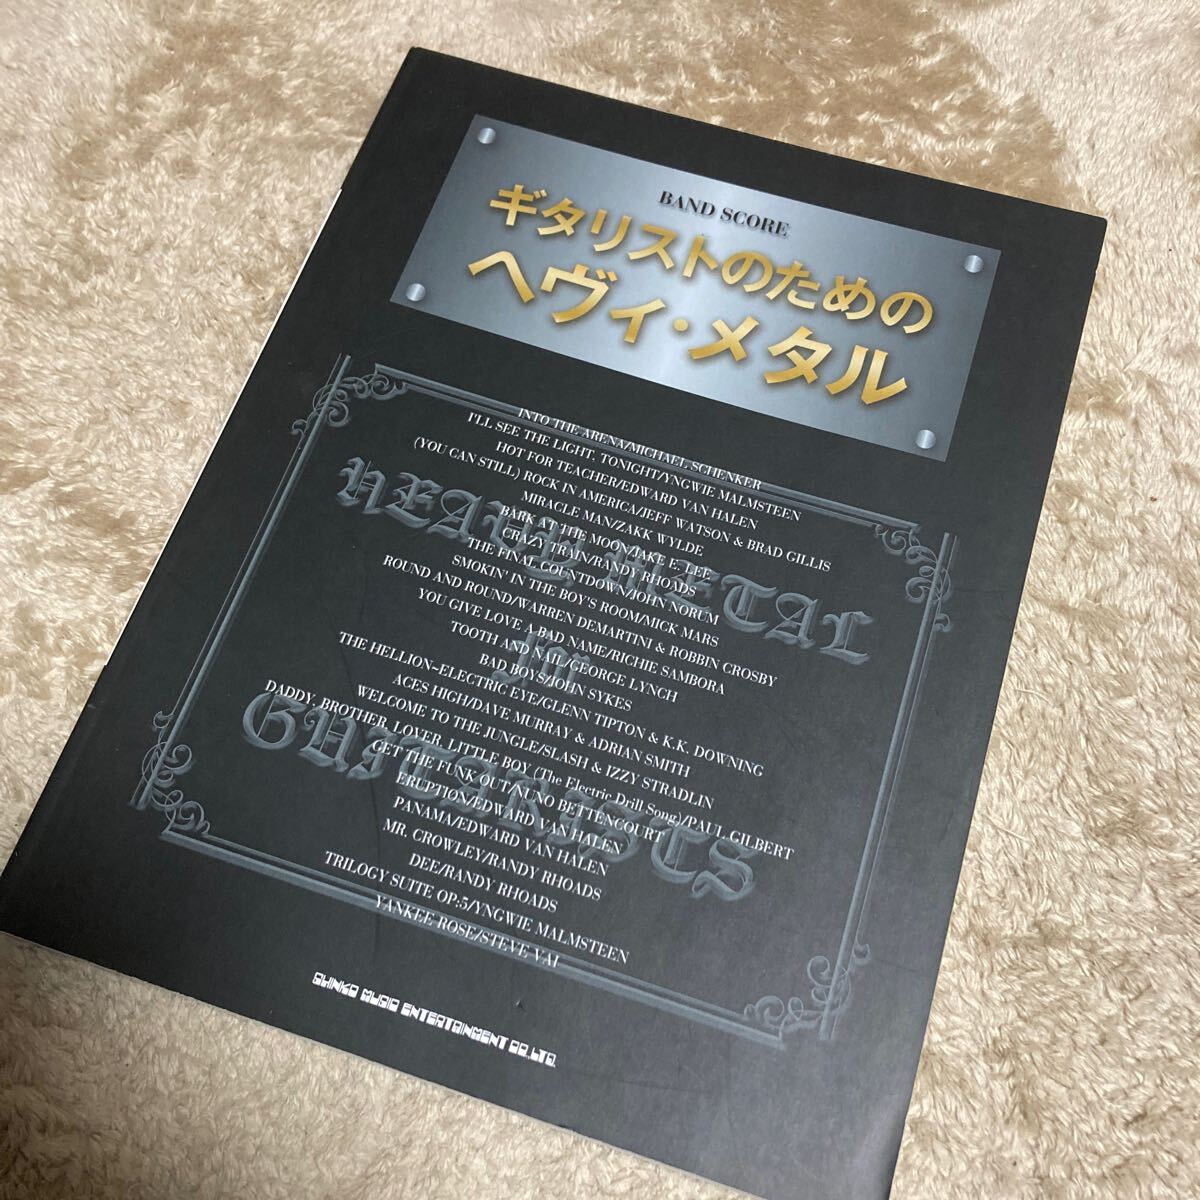 BAND SCORE
ギタリストのための
ヘヴィ・メタル
HEAVY METAL
for
GUITARISTS
INTO THE ARENA/MICHAEL SCHENKER
I'LL SEE THE LIGHT, TONIGHT/YNGWIE MALMSTEEN
HOT FOR TEACHER/EDWARD VAN HALEN
(YOU CAN STILL) ROCK IN AMERICA/JEFF WATSON & BRAD GILLIS
MIRACLE MAN/ZAKK WYLDE
BARK AT THE MOON/JAKE E. LEE
CRAZY TRAIN/RANDY RHOADS
THE FINAL COUNTDOWN/JOHN NORUM
SMOKIN' IN THE BOY'S ROOM/MICK MARS
ROUND AND ROUND/WARREN DEMARTINI & ROBBIN CROSBY
YOU GIVE LOVE A BAD NAME/RICHIE SAMBORA
TOOTH AND NAIL/GEORGE LYNCH
BAD BOYS/JOHN SYKES
THE HELLION~ELECTRIC EYE/GLENN TIPTON & K.K. DOWNING
ACES HIGH/DAVE MURRAY & ADRIAN SMITH
WELCOME TO THE JUNGLE/SLASH & IZZY STRADLIN
DADDY, BROTHER, LOVER, LITTLE BOY (The Electric Drill Song)/PAUL GILBERT
GET THE FUNK OUT/NUNO BETTENCOURT
ERUPTION/EDWARD VAN HALEN
PANAMA/EDWARD VAN HALEN
MR. CROWLEY/RANDY RHOADS
DEE/RANDY RHOADS
TRILOGY SUITE OP:5/YNGWIE MALMSTEEN
YANKEE ROSE/STEVE VAI
SHINKO MUSIC ENTERTAINMENT CO., LTD.